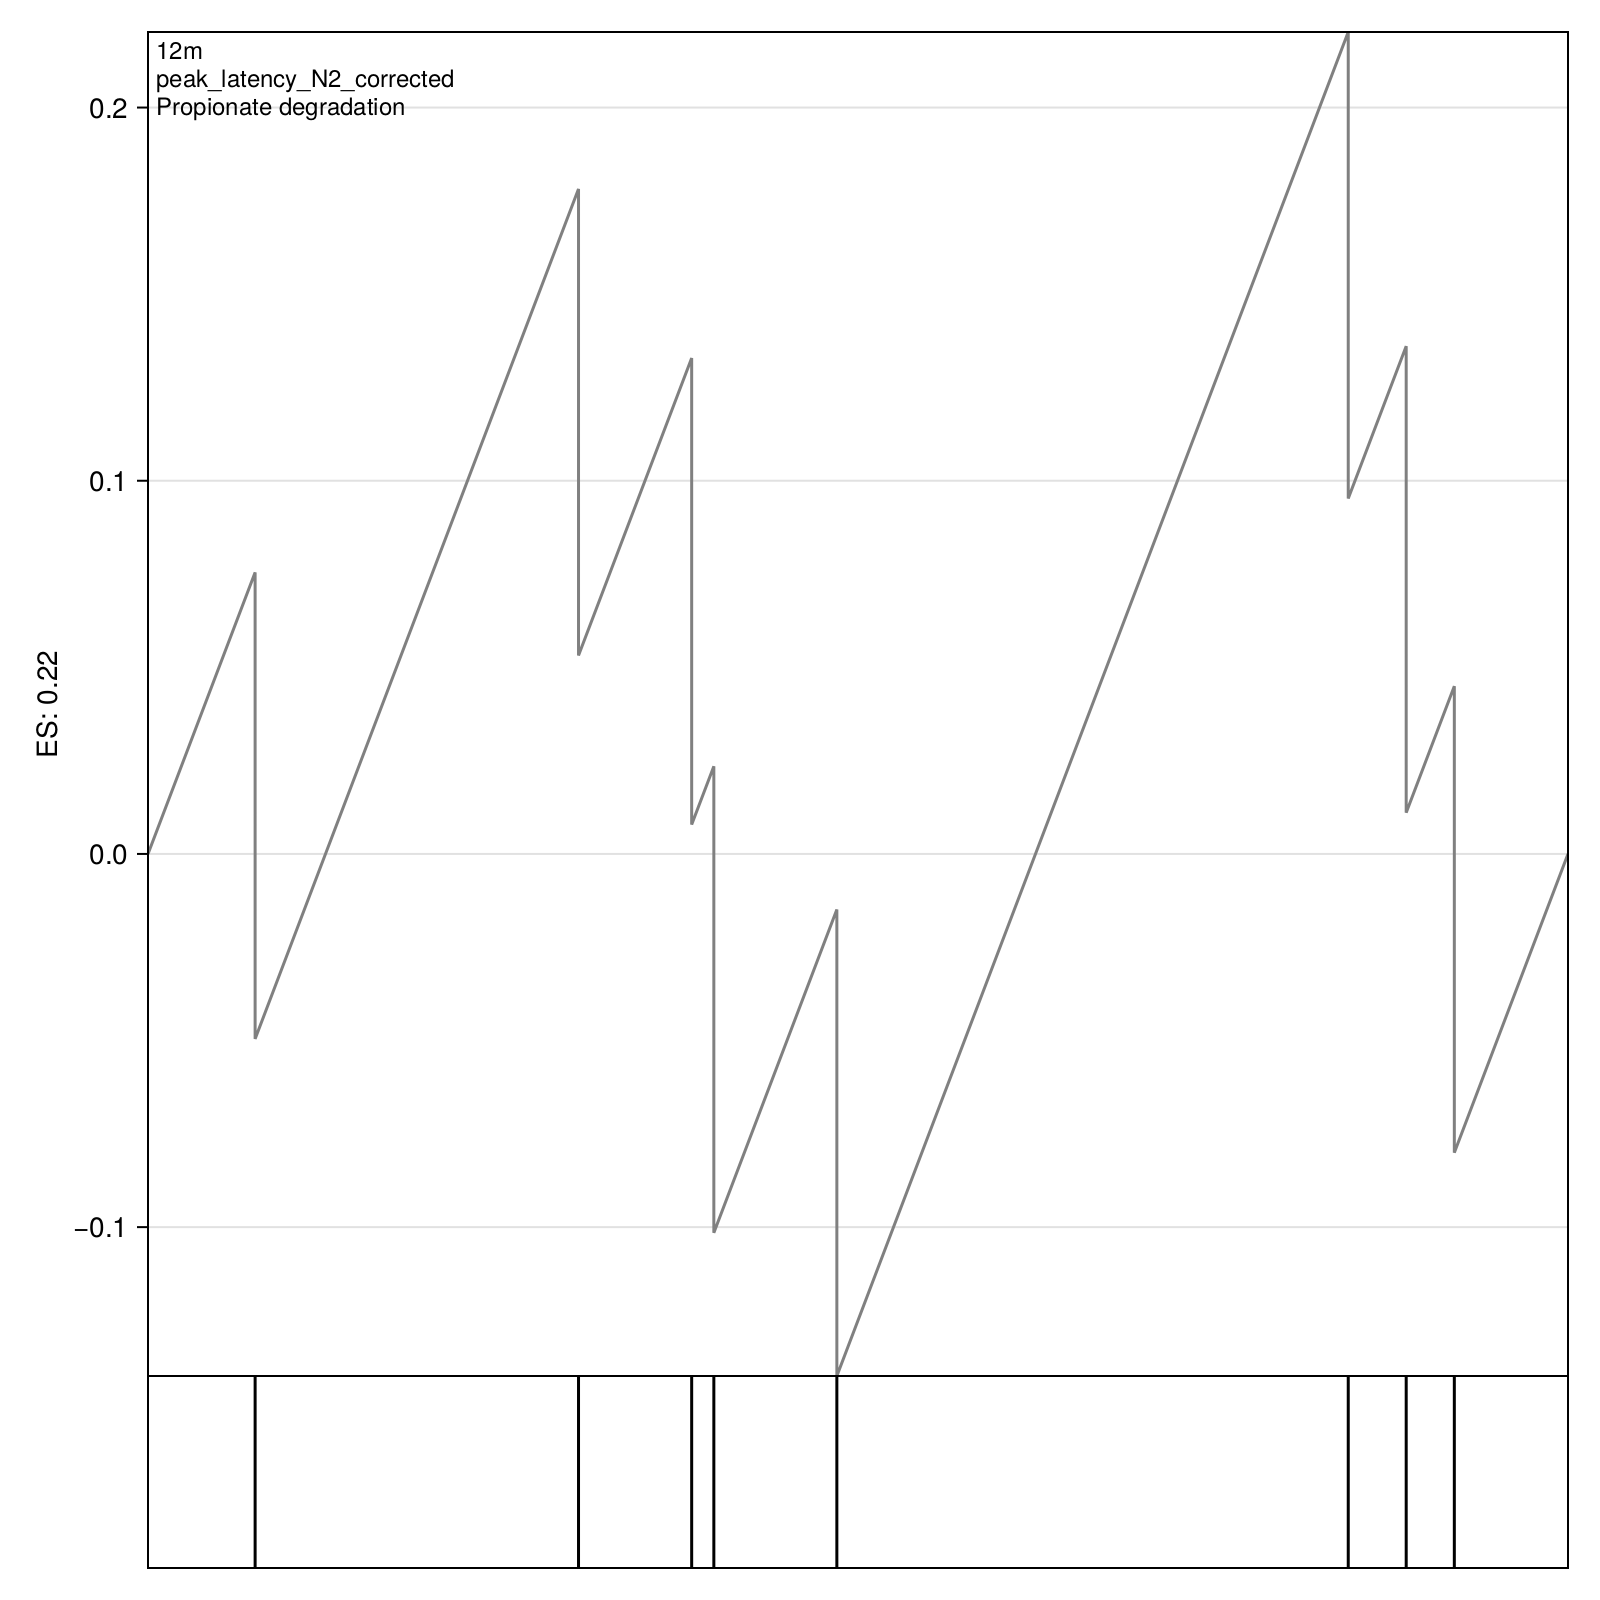 12m
peak_latency_N2_corrected
Propionate degradation
0.2
0.1
0.0
−0.1
ES: 0.22